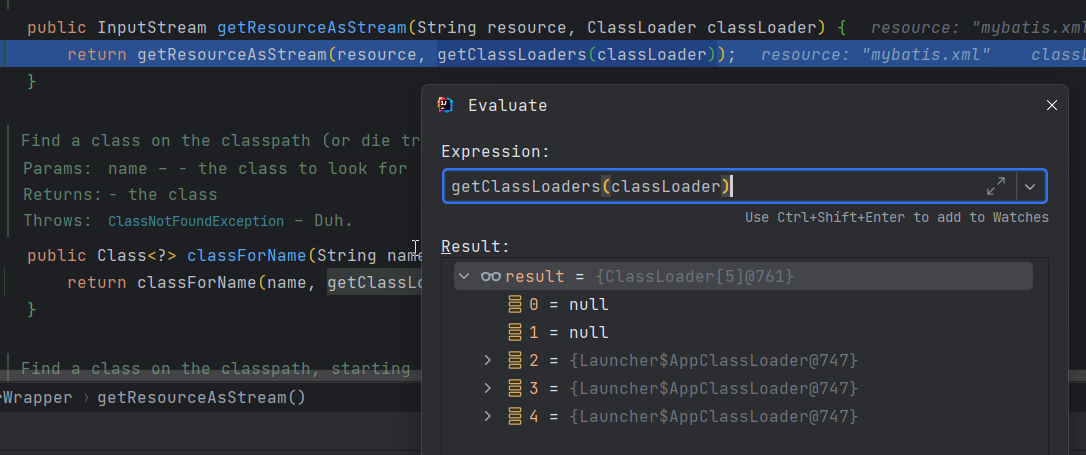 public InputStream getResourceAsStream(String resource, ClassLoader classLoader) { resource: "mybatis.xml
return getResourceAsStream(resource, getClassLoaders(classLoader)); resource: "mybatis.xml" classL
}
Find a class on the classpath (or die tr
Params: name – - the class to look for
Returns: - the class
Throws: ClassNotFoundException – Duh.
public Class<?> classForName(String name
return classForName(name, getClassLo
}
Find a class on the classpath, starting
rWrapper › getResourceAsStream()
Evaluate
Expression:
getClassLoaders(classLoader)
Use Ctrl+Shift+Enter to add to Watches
Result:
result = {ClassLoader[5]@761}
0 = null
1 = null
2 = {Launcher$AppClassLoader@747}
3 = {Launcher$AppClassLoader@747}
4 = {Launcher$AppClassLoader@747}